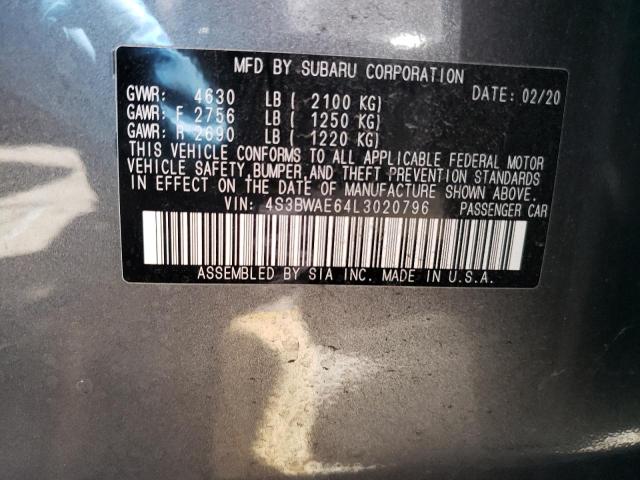 MFD BY SUBARU CORPORATION
GVWR: 4630 LB ( 2100 KG) DATE: 02/20
GAWR: F 2756 LB ( 1250 KG)
GAWR: R 2690 LB ( 1220 KG)
THIS VEHICLE CONFORMS TO ALL APPLICABLE FEDERAL MOTOR
VEHICLE SAFETY, BUMPER, AND THEFT PREVENTION STANDARDS
IN EFFECT ON THE DATE OF MANUFACTURE SHOWN ABOVE.
VIN: 4S3BWAE64L3020796 PASSENGER CAR
ASSEMBLED BY SIA INC. MADE IN U.S.A.